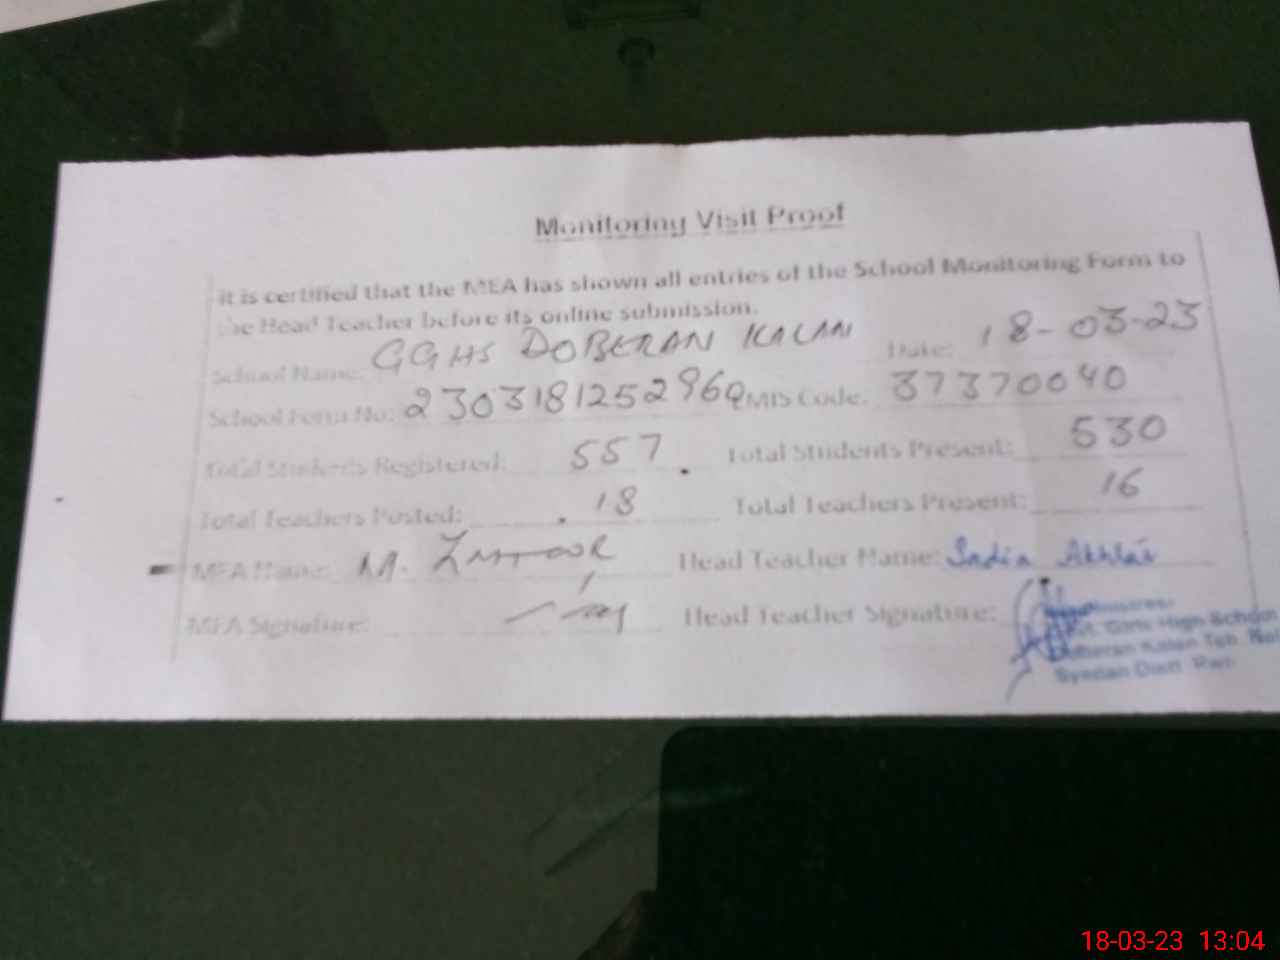 Monitoring Visit Proof
it is certified that the MEA has shown all entries of the School Monitoring Form to
the Head Teacher before its online submission.
School Name: GGHS DOBERAN KALAN Date: 18-03-23
School Form No: 230318125296 EMIS Code: 37370040
Total Students Registered: 557 Total Students Present: 530
Total Teachers Posted: 18 Total Teachers Present: 16
MEA Name: M. Head Teacher Name: Sadia
MEA Signature: Head Teacher Signature:
Govt. Girls High School
Doberan Kalan Teh.
Syedan Distt. Rwp.
18-03-23 13:04